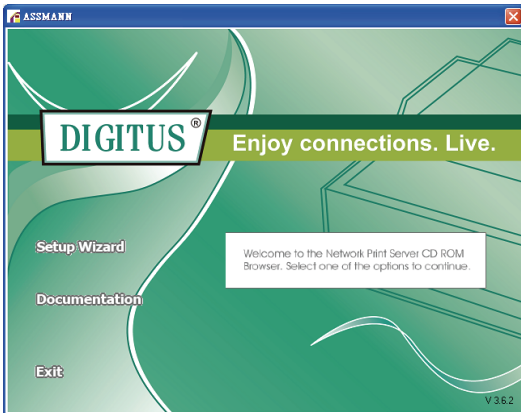 ASSMANN
DIGITUS®
Enjoy connections. Live.
Setup Wizard
Welcome to the Network Print Server CD ROM
Browser. Select one of the options to continue.
Documentation
Exit
V 3.6.2